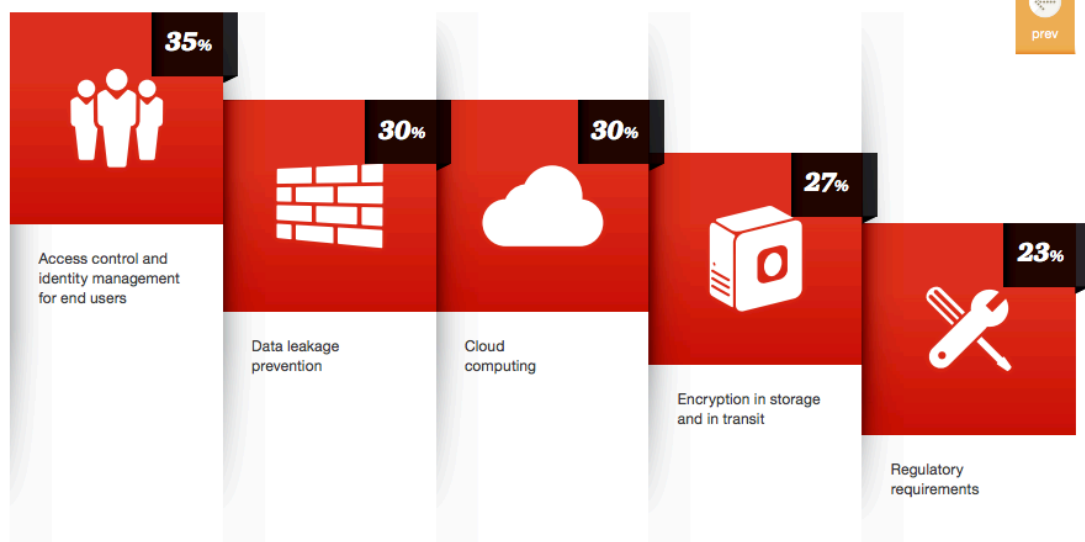 prev
35%
Access control and
identity management
for end users
30%
Data leakage
prevention
30%
Cloud
computing
27%
Encryption in storage
and in transit
23%
Regulatory
requirements